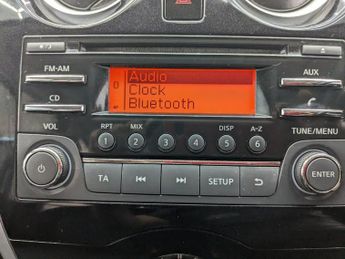 FM-AM
CD
Audio
Clock
Bluetooth
AUX
VOL
RPT
MIX
DISP
A-Z
TUNE/MENU
1
2
3
4
5
6
TA
SETUP
ENTER